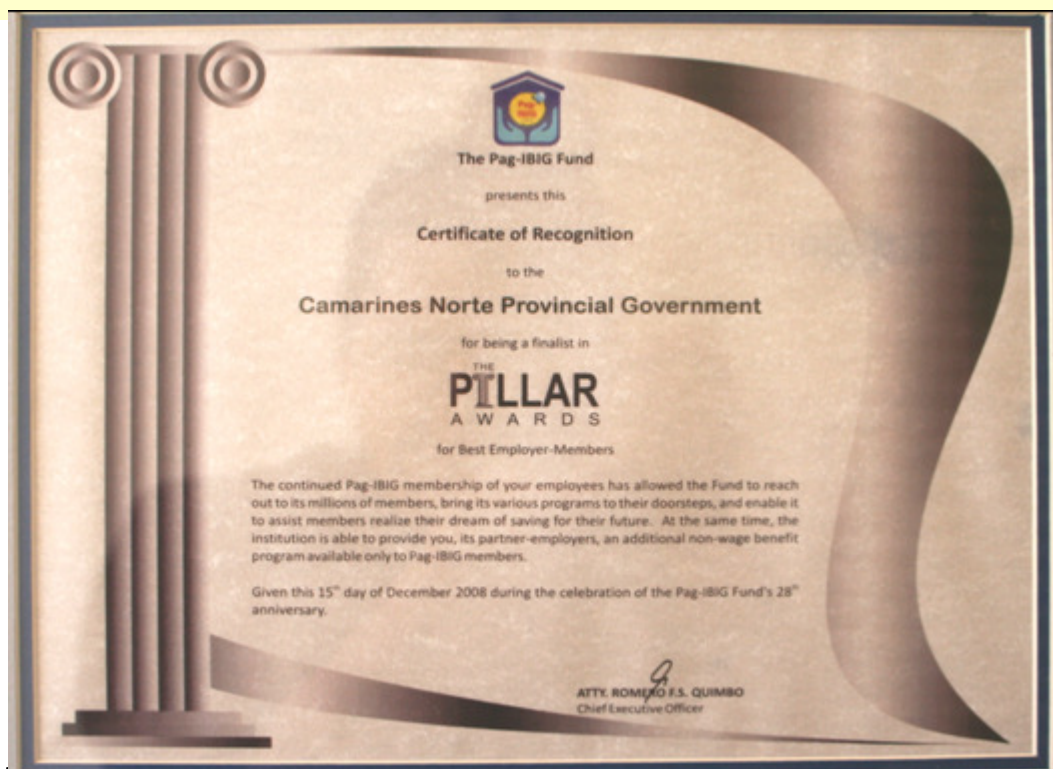 Pag
IBIG
The Pag-IBIG Fund
presents this
Certificate of Recognition
to the
Camarines Norte Provincial Government
for being a finalist in
THE
PILLAR
AWARDS
for Best Employer-Members
The continued Pag-IBIG membership of your employees has allowed the Fund to reach
out to its millions of members, bring its various programs to their doorsteps, and enable it
to assist members realize their dream of saving for their future. At the same time, the
institution is able to provide you, its partner-employers, an additional non-wage benefit
program available only to Pag-IBIG members.
Given this 15th day of December 2008 during the celebration of the Pag-IBIG Fund's 28th
anniversary.
ATTY. ROMERO F.S. QUIMBO
Chief Executive Officer